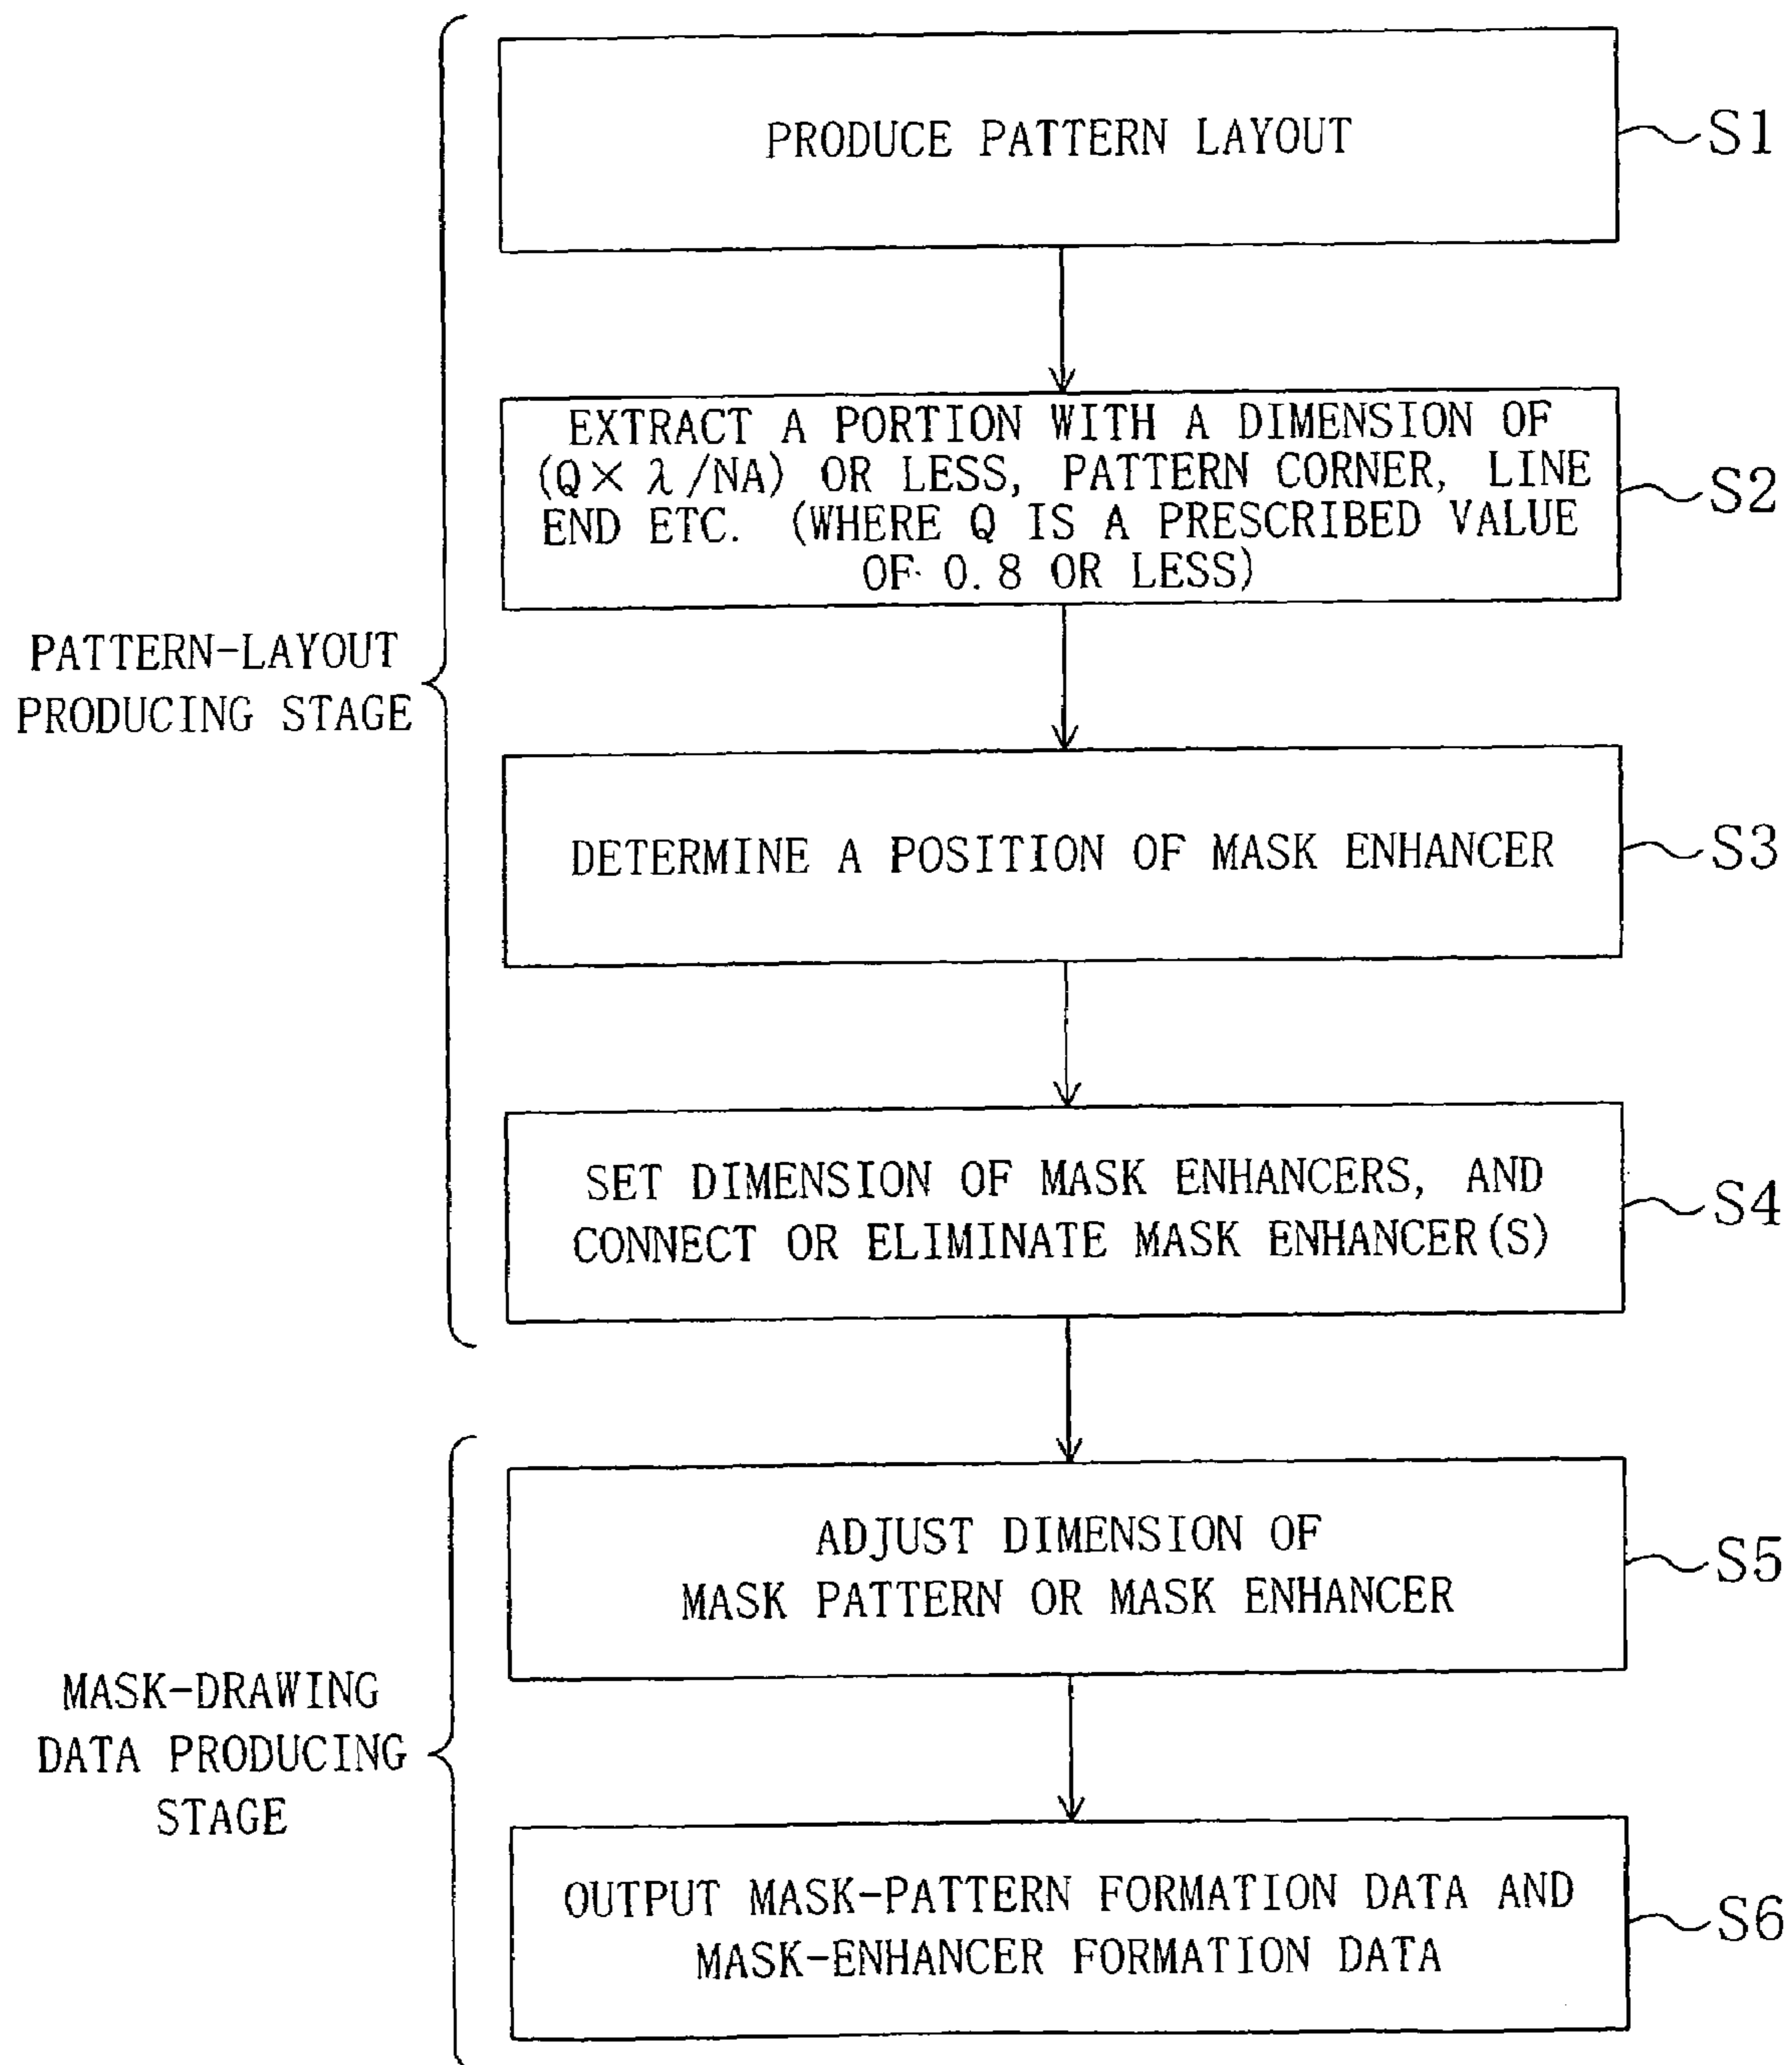 PRODUCE PATTERN LAYOUT
S1
EXTRACT A PORTION WITH A DIMENSION OF
(Q× λ/NA) OR LESS, PATTERN CORNER, LINE
END ETC. (WHERE Q IS A PRESCRIBED VALUE
OF 0.8 OR LESS)
S2
PATTERN-LAYOUT
PRODUCING STAGE
DETERMINE A POSITION OF MASK ENHANCER
S3
SET DIMENSION OF MASK ENHANCERS, AND
CONNECT OR ELIMINATE MASK ENHANCER(S)
S4
ADJUST DIMENSION OF
MASK PATTERN OR MASK ENHANCER
S5
MASK-DRAWING
DATA PRODUCING
STAGE
OUTPUT MASK-PATTERN FORMATION DATA AND
MASK-ENHANCER FORMATION DATA
S6